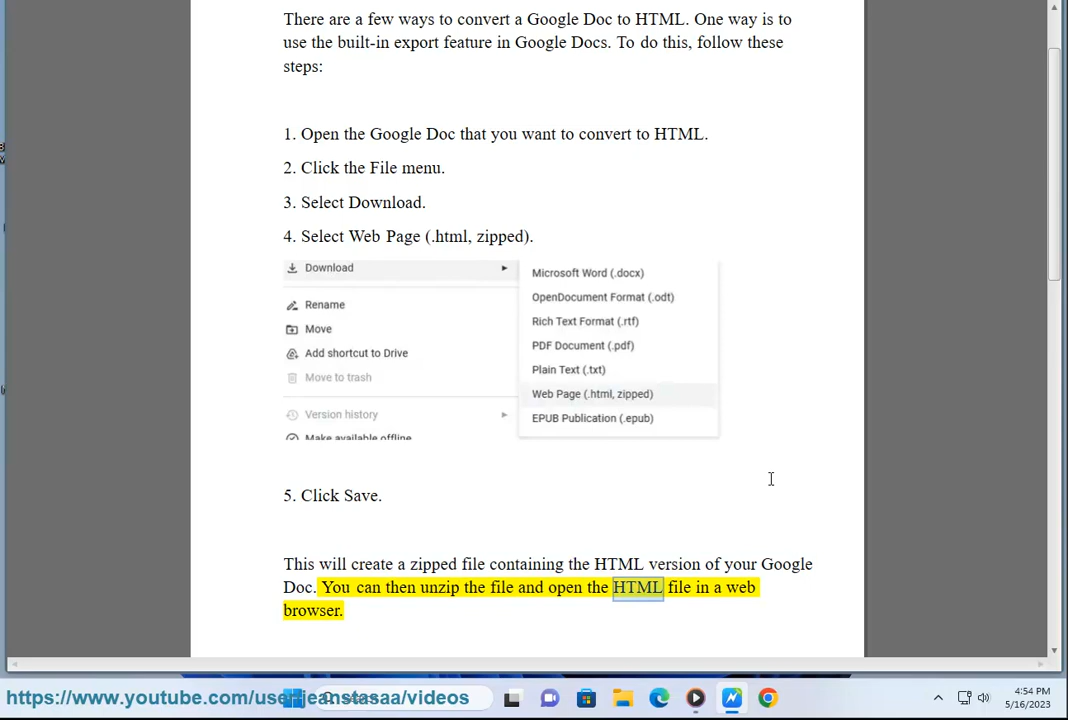 There are a few ways to convert a Google Doc to HTML. One way is to
use the built-in export feature in Google Docs. To do this, follow these
steps:
1. Open the Google Doc that you want to convert to HTML.
2. Click the File menu.
3. Select Download.
4. Select Web Page (.html, zipped).
Download
Rename
Move
Add shortcut to Drive
Move to trash
Version history
Make available offline
Microsoft Word (.docx)
OpenDocument Format (.odt)
Rich Text Format (.rtf)
PDF Document (.pdf)
Plain Text (.txt)
Web Page (.html, zipped)
EPUB Publication (.epub)
5. Click Save.
This will create a zipped file containing the HTML version of your Google
Doc. You can then unzip the file and open the HTML file in a web
browser.
https://www.youtube.com/user/jeanstasaa/videos
4:54 PM
5/16/2023